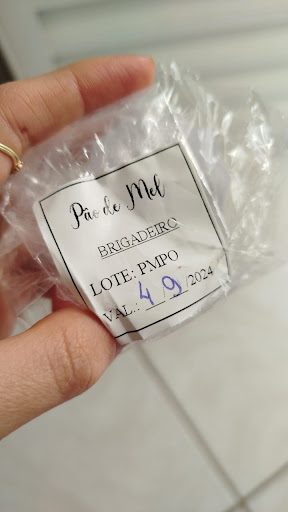 Pão de Mel
BRIGADEIRO
LOTE: PMPO
VAL.: 4/9/2024